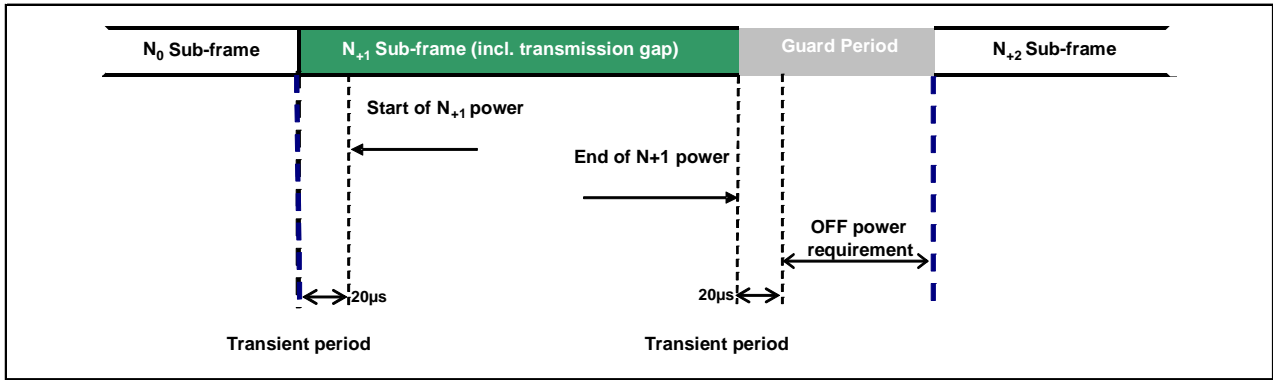 N0 Sub-frame
N+1 Sub-frame (incl. transmission gap)
Guard Period
N+2 Sub-frame
Start of N+1 power
End of N+1 power
OFF power
requirement
20µs
20µs
Transient period
Transient period